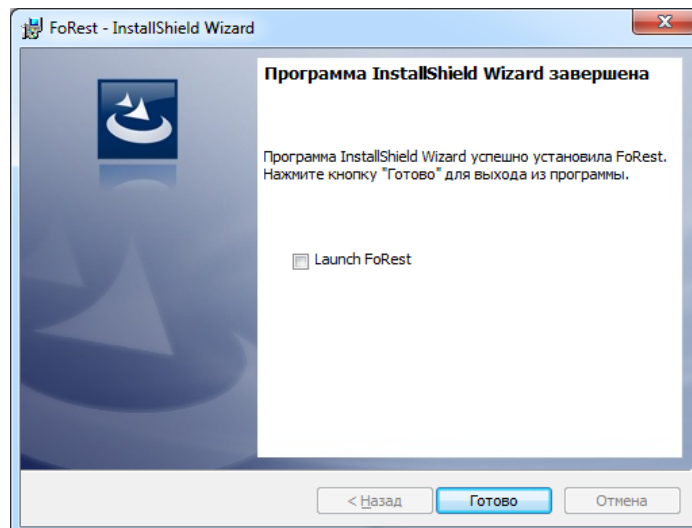 FoRest - InstallShield Wizard
Программа InstallShield Wizard завершена
Программа InstallShield Wizard успешно установила FoRest.
Нажмите кнопку "Готово" для выхода из программы.
Launch FoRest
< Назад
Готово
Отмена